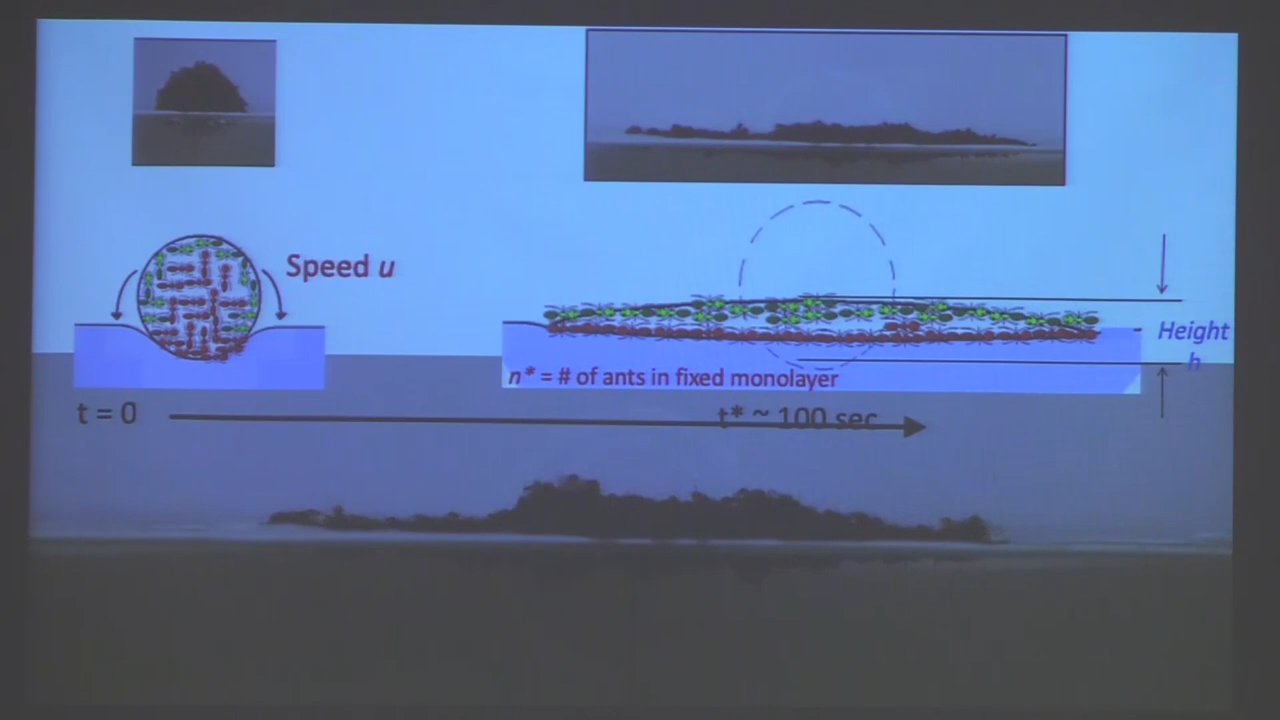 Speed u
Height
h
n* = # of ants in fixed monolayer
t = 0
t* ~ 100 sec